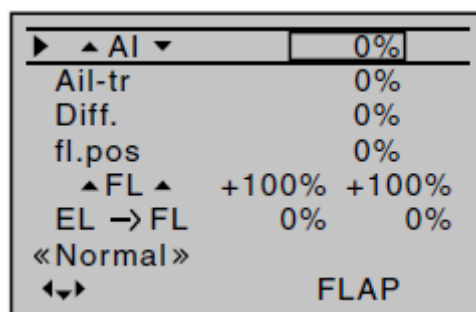 ▶ ▲ AI ▼ 0%
Ail-tr 0%
Diff. 0%
fl.pos 0%
▲ FL ▲ +100% +100%
EL → FL 0% 0%
«Normal»
FLAP